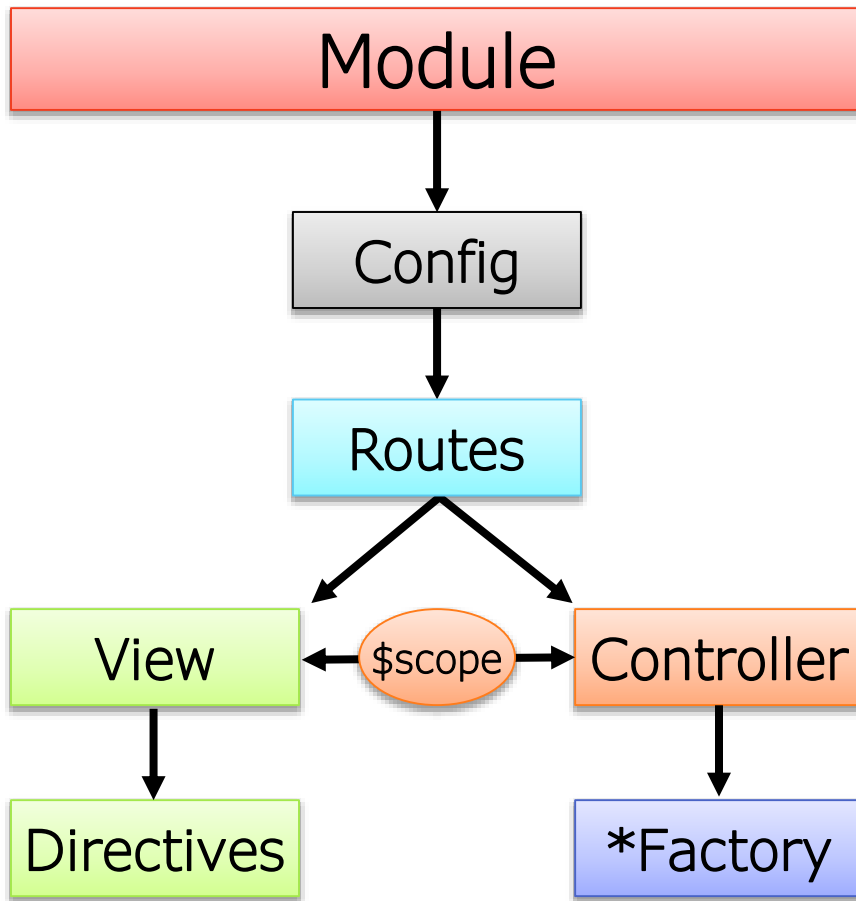 Module
Config
Routes
View
$scope
Controller
Directives
*Factory